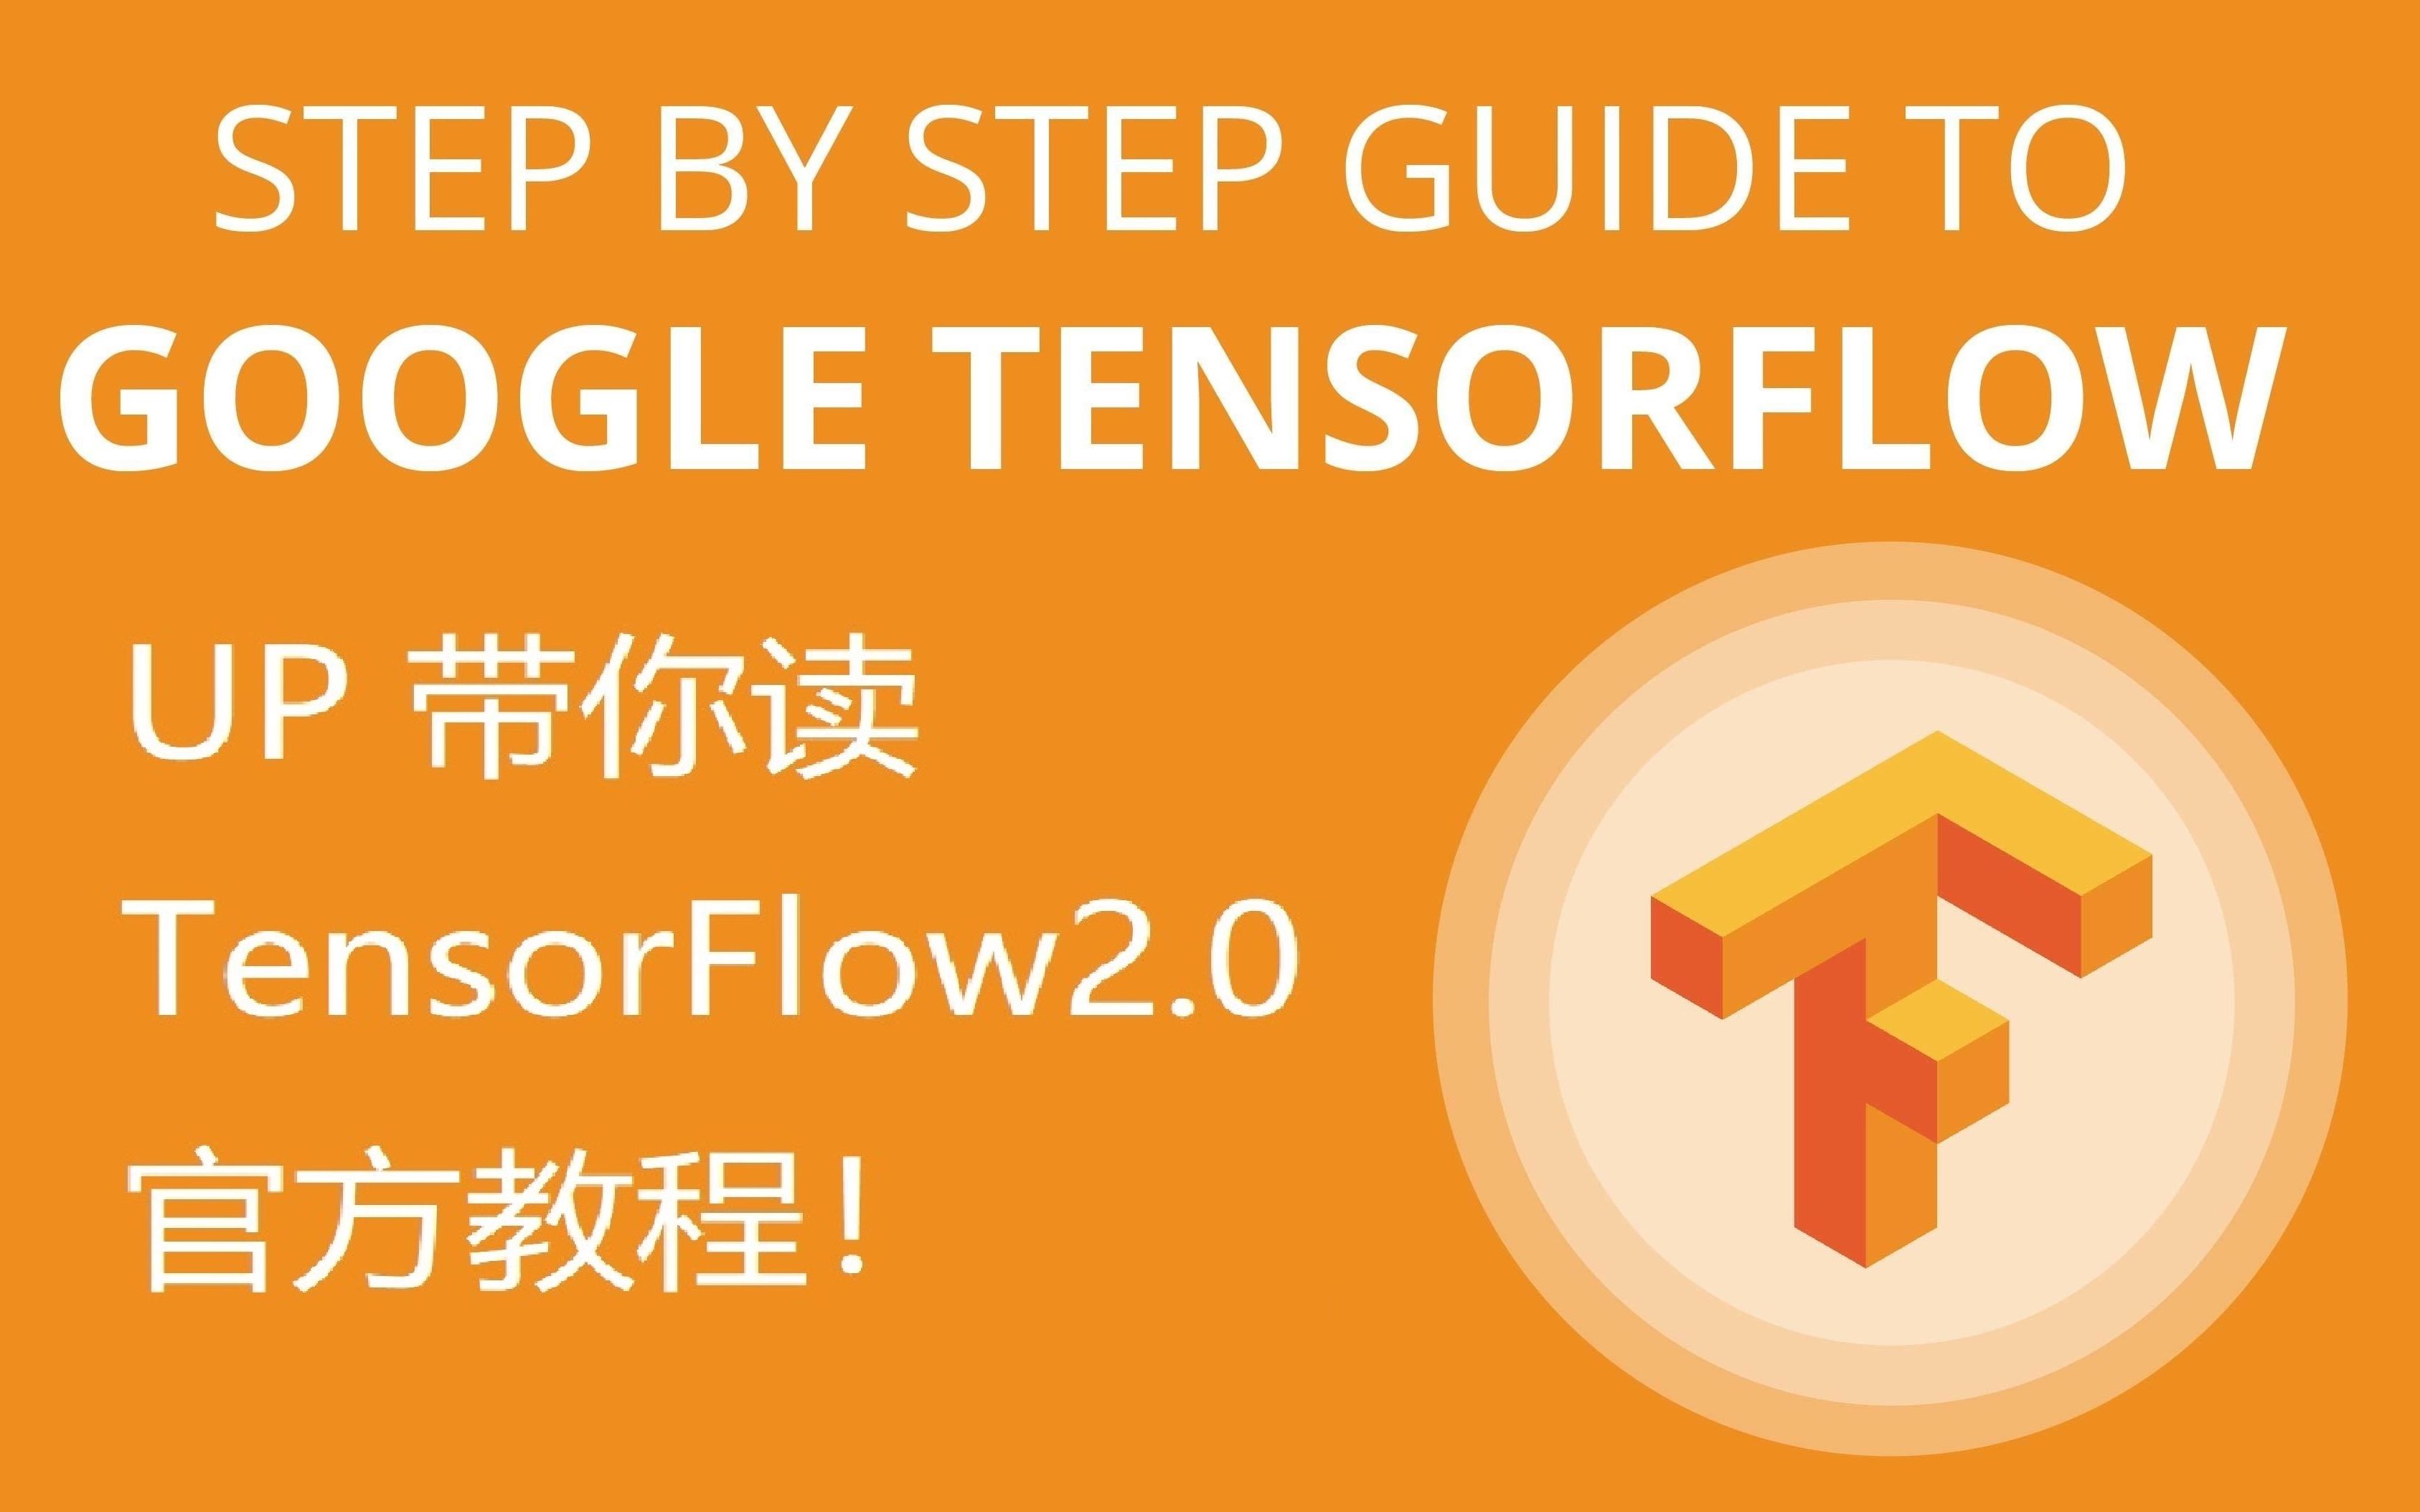 STEP BY STEP GUIDE TO
GOOGLE TENSORFLOW
UP 带你读
TensorFlow2.0
官方教程！